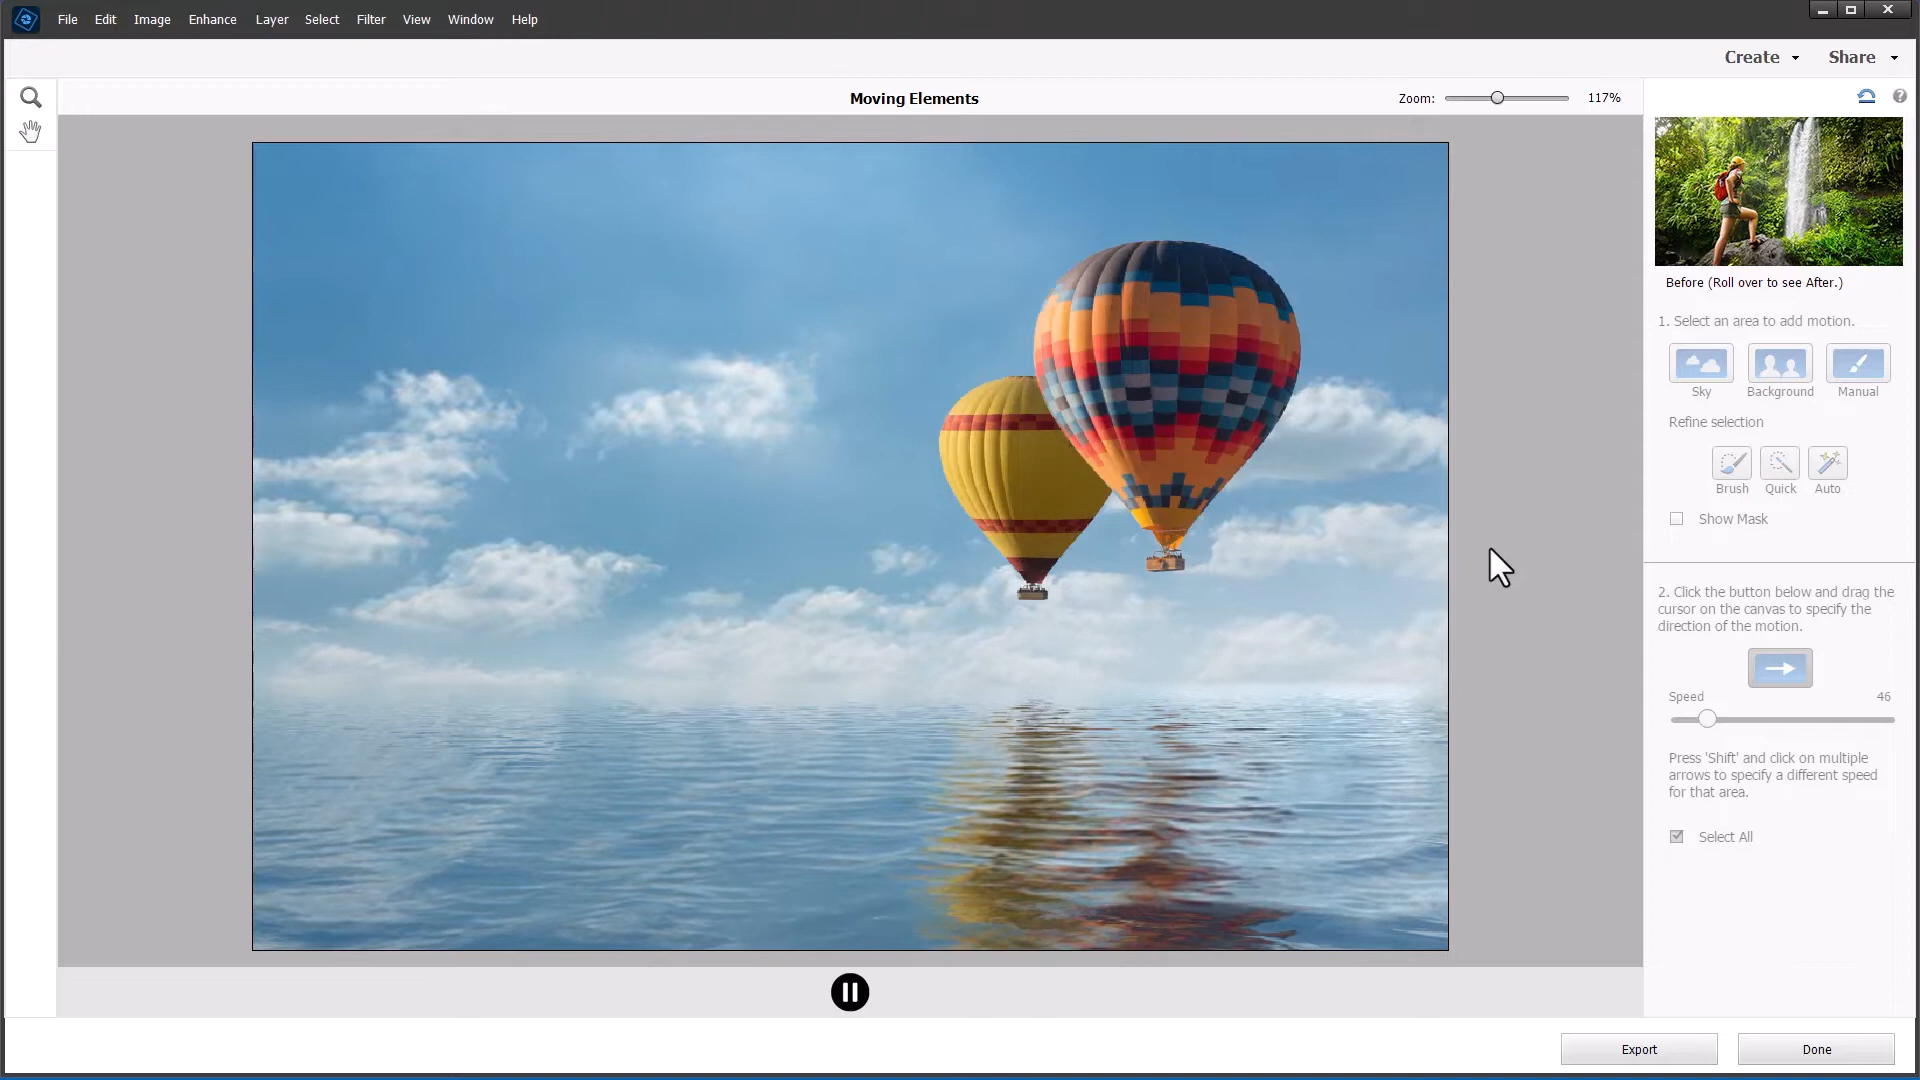 File Edit Image Enhance Layer Select Filter View Window Help
Create Share
Moving Elements
Zoom: 117%
Before (Roll over to see After.)
1. Select an area to add motion.
Sky Background Manual
Refine selection
Brush Quick Auto
Show Mask
2. Click the button below and drag the
cursor on the canvas to specify the
direction of the motion.
Speed 46
Press 'Shift' and click on multiple
arrows to specify a different speed
for that area.
Select All
Export Done